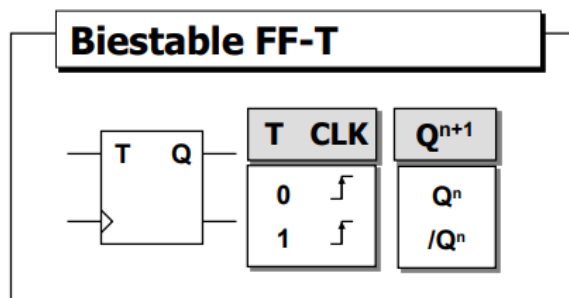 Biestable FF-T
T Q
T CLK Qⁿ⁺¹
0 Qⁿ
1 /Qⁿ